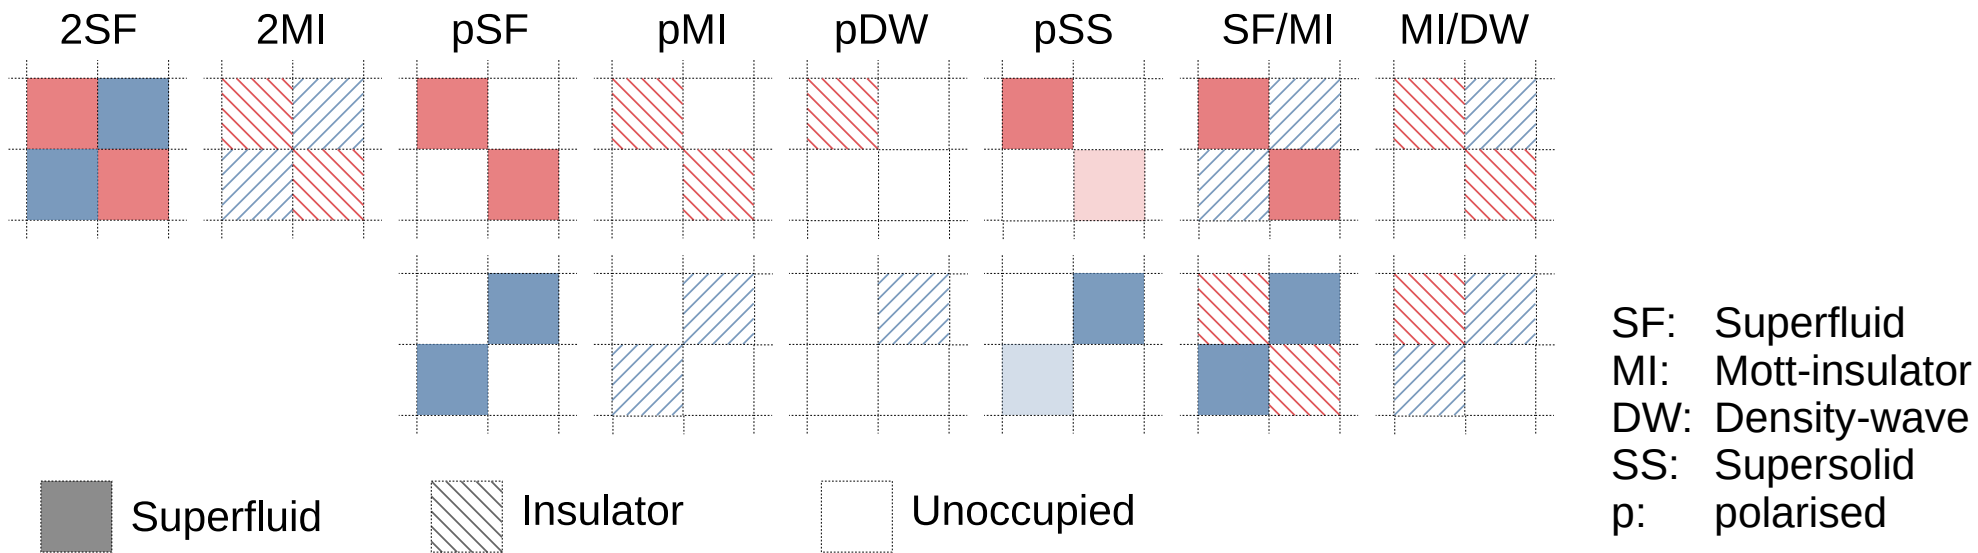 2SF 2MI pSF pMI pDW pSS SF/MI MI/DW
SF: Superfluid
MI: Mott-insulator
DW: Density-wave
SS: Supersolid
p: polarised
Superfluid Insulator Unoccupied